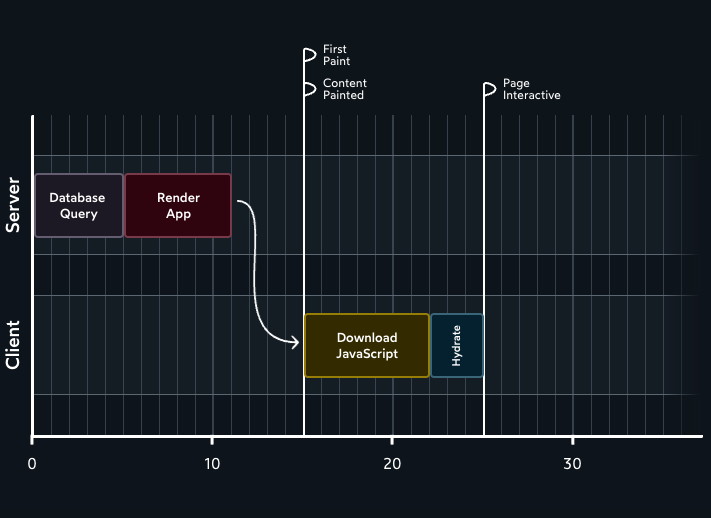 First
Paint
Content
Painted
Page
Interactive
Server
Database
Query
Render
App
Client
Download
JavaScript
Hydrate
0
10
20
30